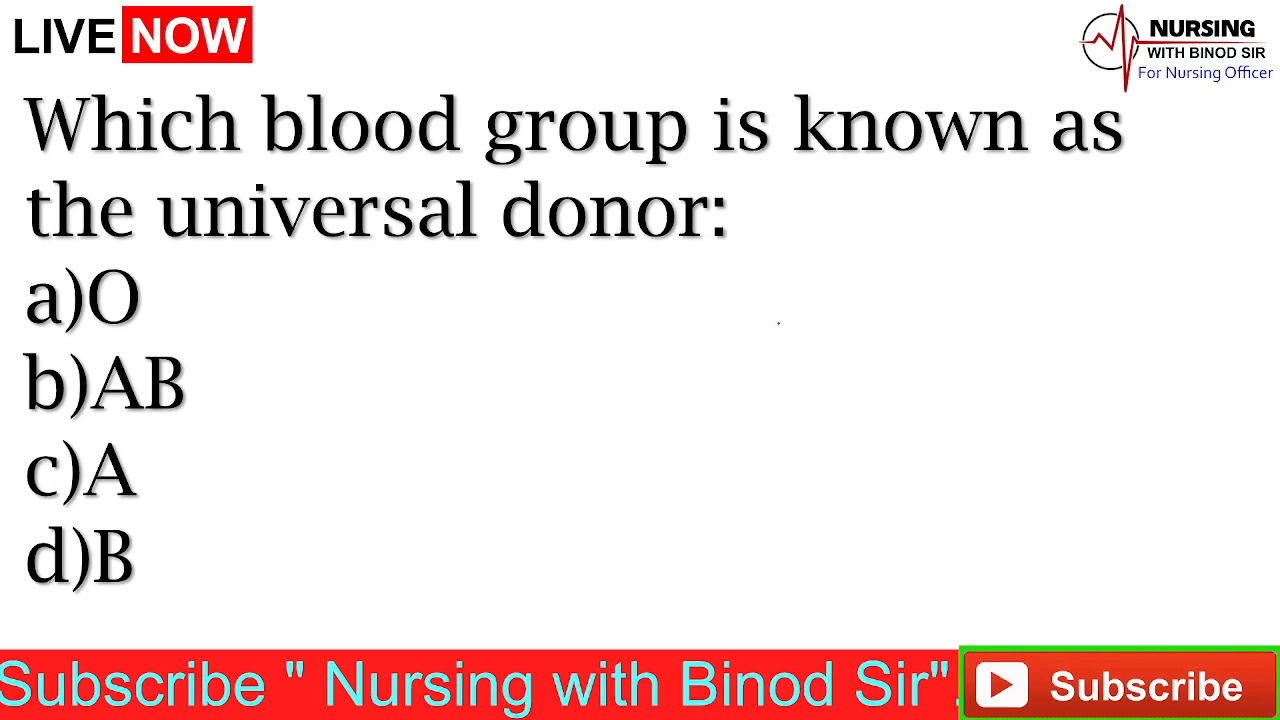 LIVE NOW
NURSING
WITH BINOD SIR
For Nursing Officer
Which blood group is known as
the universal donor:
a)O
b)AB
c)A
d)B
Subscribe " Nursing with Binod Sir".
Subscribe